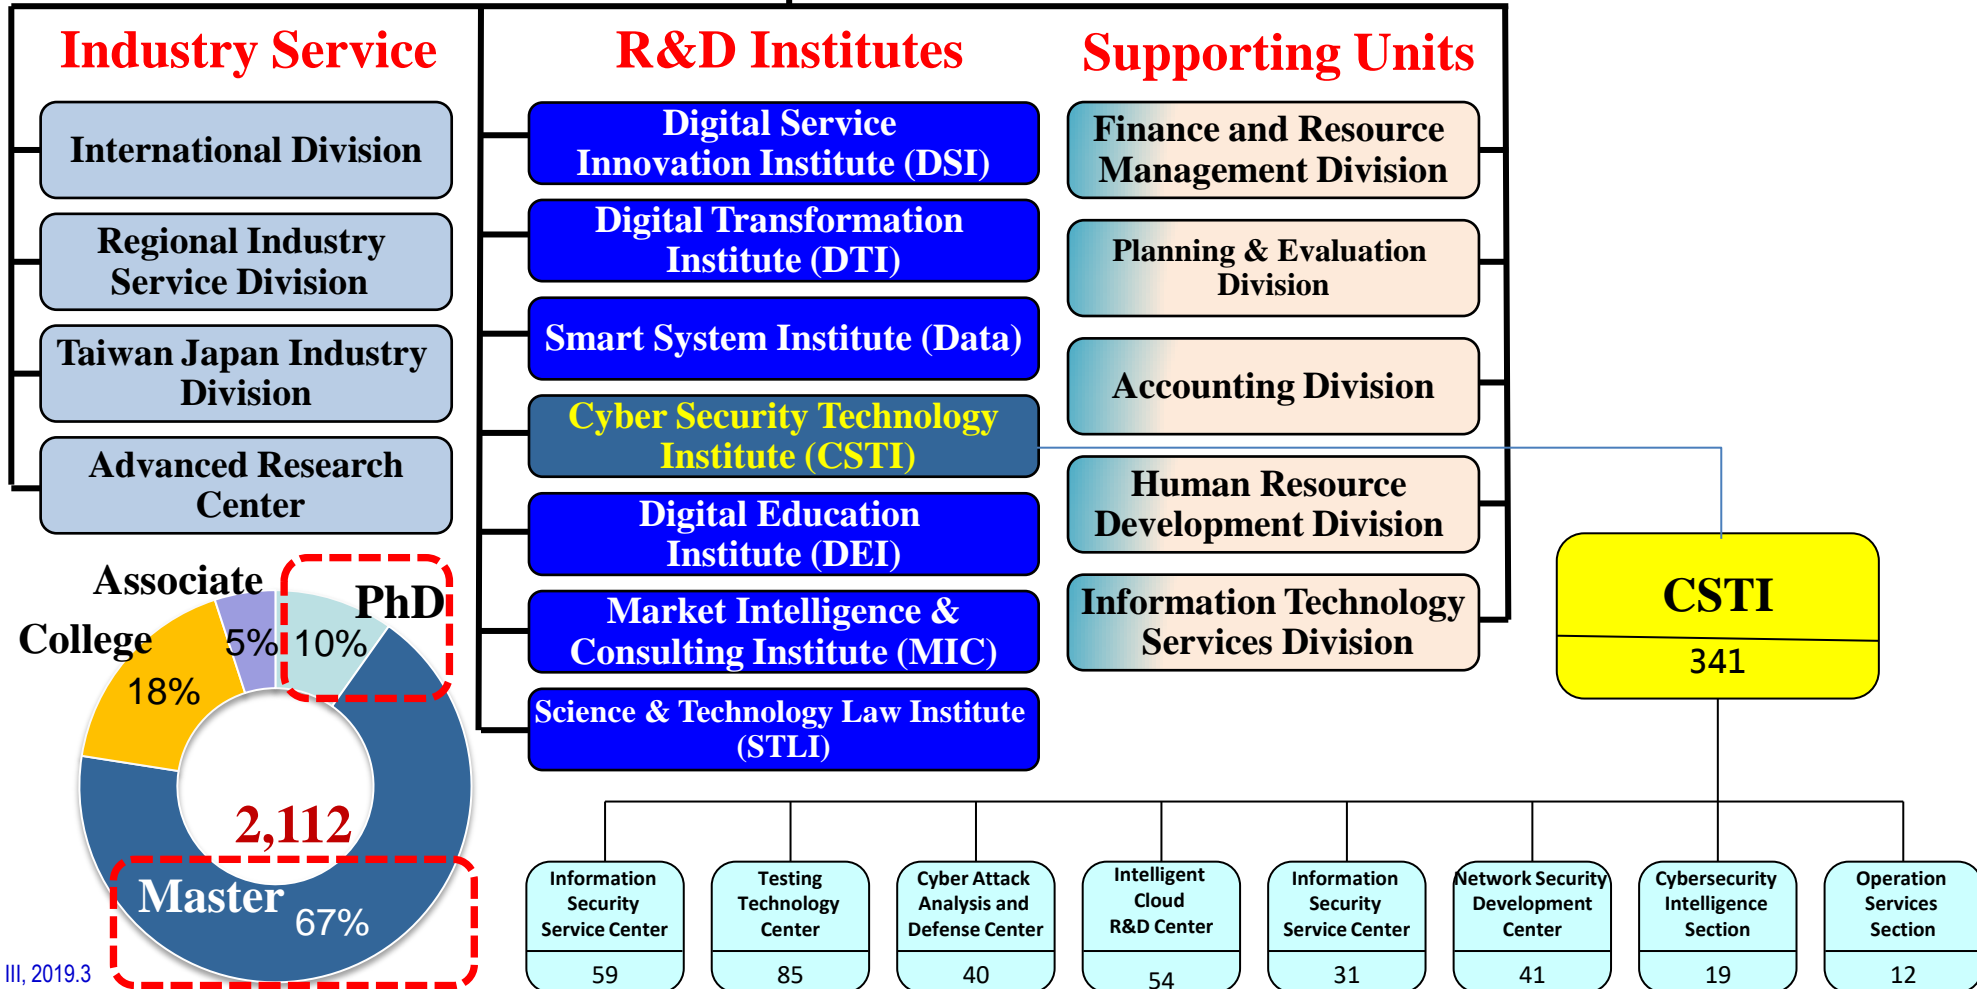 Industry Service
International Division
Regional Industry
Service Division
Taiwan Japan Industry
Division
Advanced Research
Center
R&D Institutes
Digital Service
Innovation Institute (DSI)
Digital Transformation
Institute (DTI)
Smart System Institute (Data)
Cyber Security Technology
Institute (CSTI)
Digital Education
Institute (DEI)
Market Intelligence &
Consulting Institute (MIC)
Science & Technology Law Institute
(STLI)
Supporting Units
Finance and Resource
Management Division
Planning & Evaluation
Division
Accounting Division
Human Resource
Development Division
Information Technology
Services Division
CSTI
341
Associate
PhD
College
5%
10%
18%
2,112
Master
67%
III, 2019.3
Information
Security
Service Center
59
Testing
Technology
Center
85
Cyber Attack
Analysis and
Defense Center
40
Intelligent
Cloud
R&D Center
54
Information
Security
Service Center
31
Network Security
Development
Center
41
Cybersecurity
Intelligence
Section
19
Operation
Services
Section
12